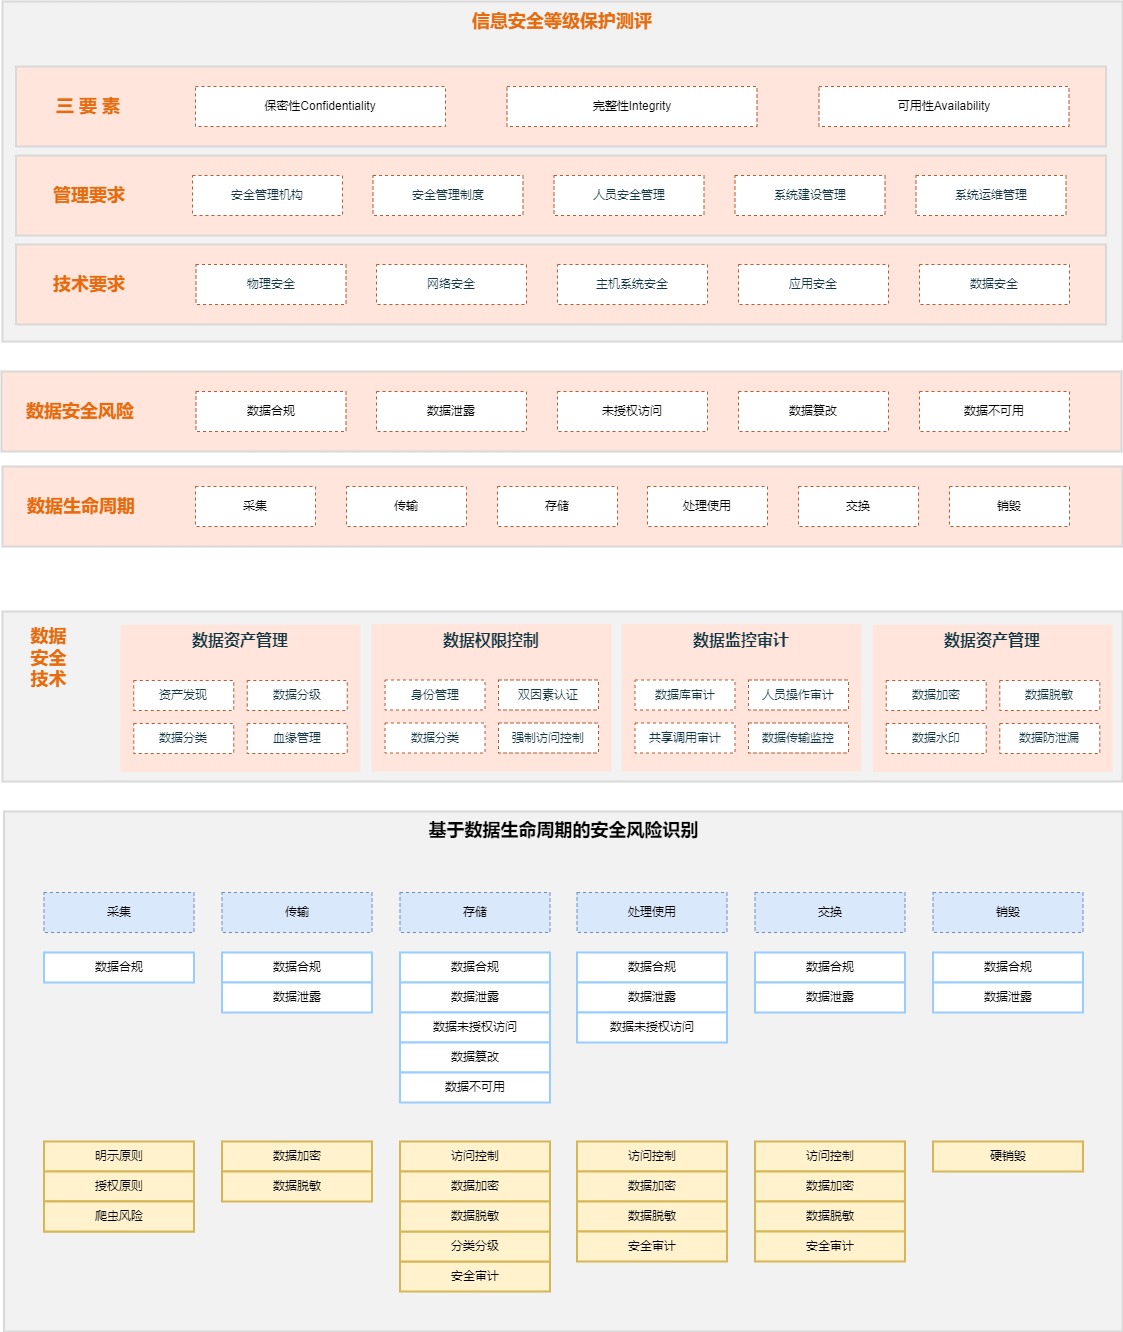 信息安全等级保护测评
三 要 素
保密性Confidentiality
完整性Integrity
可用性Availability
管理要求
安全管理机构
安全管理制度
人员安全管理
系统建设管理
系统运维管理
技术要求
物理安全
网络安全
主机系统安全
应用安全
数据安全
数据安全风险
数据合规
数据泄露
未授权访问
数据篡改
数据不可用
数据生命周期
采集
传输
存储
处理使用
交换
销毁
数据
安全
技术
数据资产管理
资产发现
数据分级
数据分类
血缘管理
数据权限控制
身份管理
双因素认证
数据分类
强制访问控制
数据监控审计
数据库审计
人员操作审计
共享调用审计
数据传输监控
数据资产管理
数据加密
数据脱敏
数据水印
数据防泄漏
基于数据生命周期的安全风险识别
采集
传输
存储
处理使用
交换
销毁
数据合规
数据合规
数据泄露
数据合规
数据泄露
数据未授权访问
数据篡改
数据不可用
数据合规
数据泄露
数据未授权访问
数据合规
数据泄露
数据合规
数据泄露
明示原则
授权原则
爬虫风险
数据加密
数据脱敏
访问控制
数据加密
数据脱敏
分类分级
安全审计
访问控制
数据加密
数据脱敏
安全审计
访问控制
数据加密
数据脱敏
安全审计
硬销毁